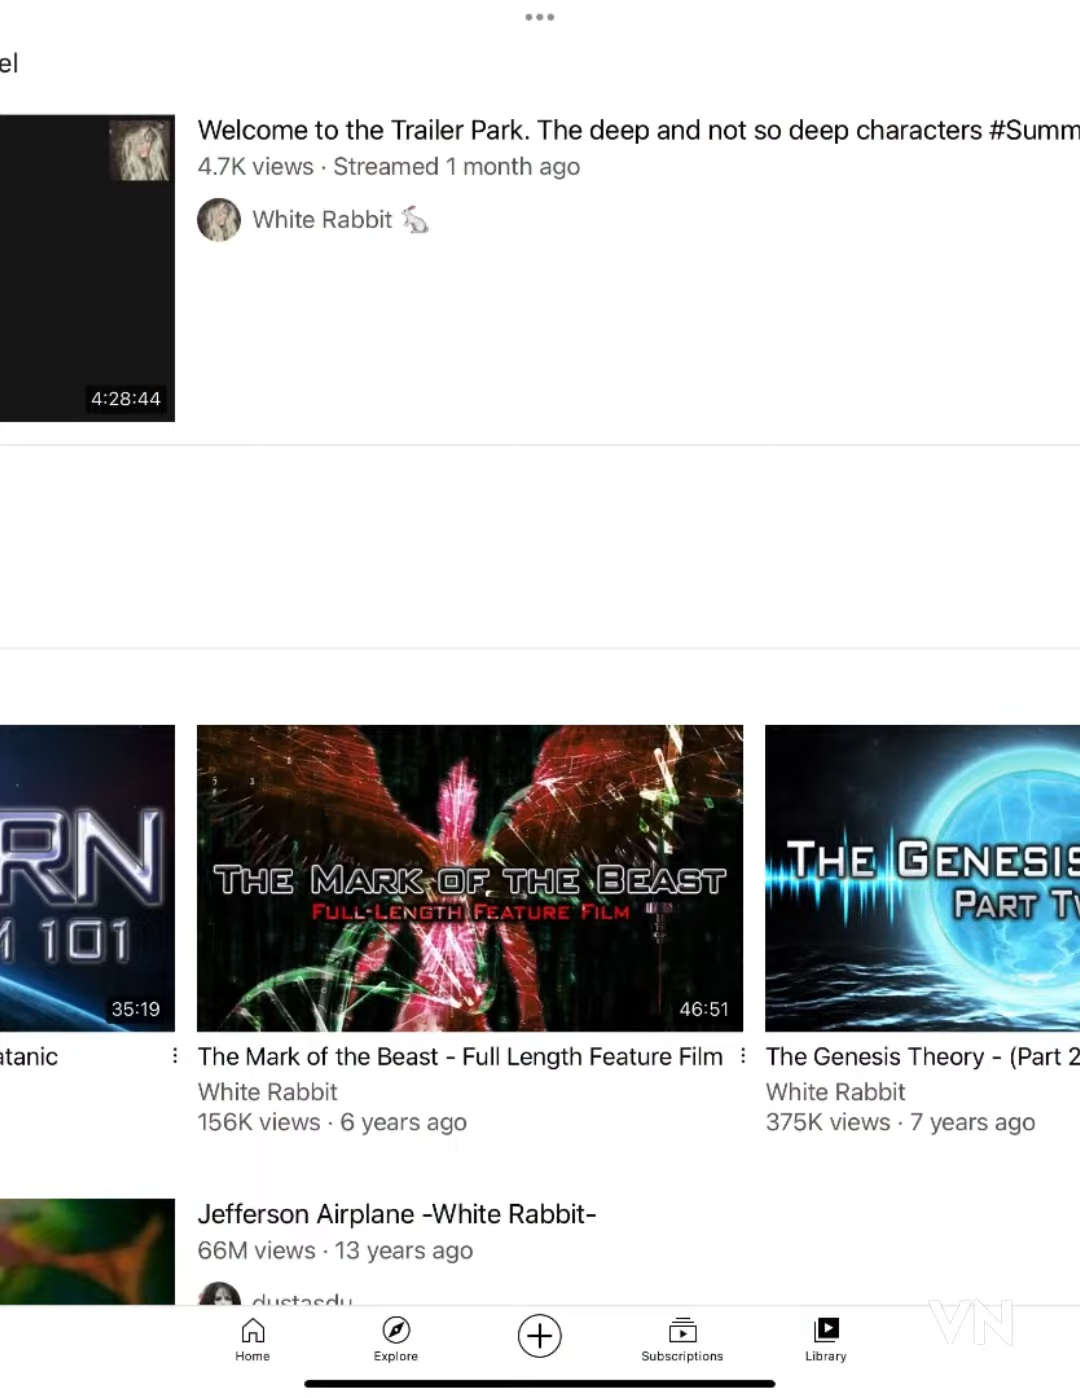 el
Welcome to the Trailer Park. The deep and not so deep characters #Summ
4.7K views · Streamed 1 month ago
White Rabbit
4:28:44
RN
101
35:19
THE MARK OF THE BEAST
FULL-LENGTH FEATURE FILM
46:51
THE GENESIS
PART TW
atanic
The Mark of the Beast - Full Length Feature Film
White Rabbit
156K views · 6 years ago
The Genesis Theory - (Part 2
White Rabbit
375K views · 7 years ago
Jefferson Airplane -White Rabbit-
66M views · 13 years ago
dustasdu
Home
Explore
Subscriptions
Library
VN